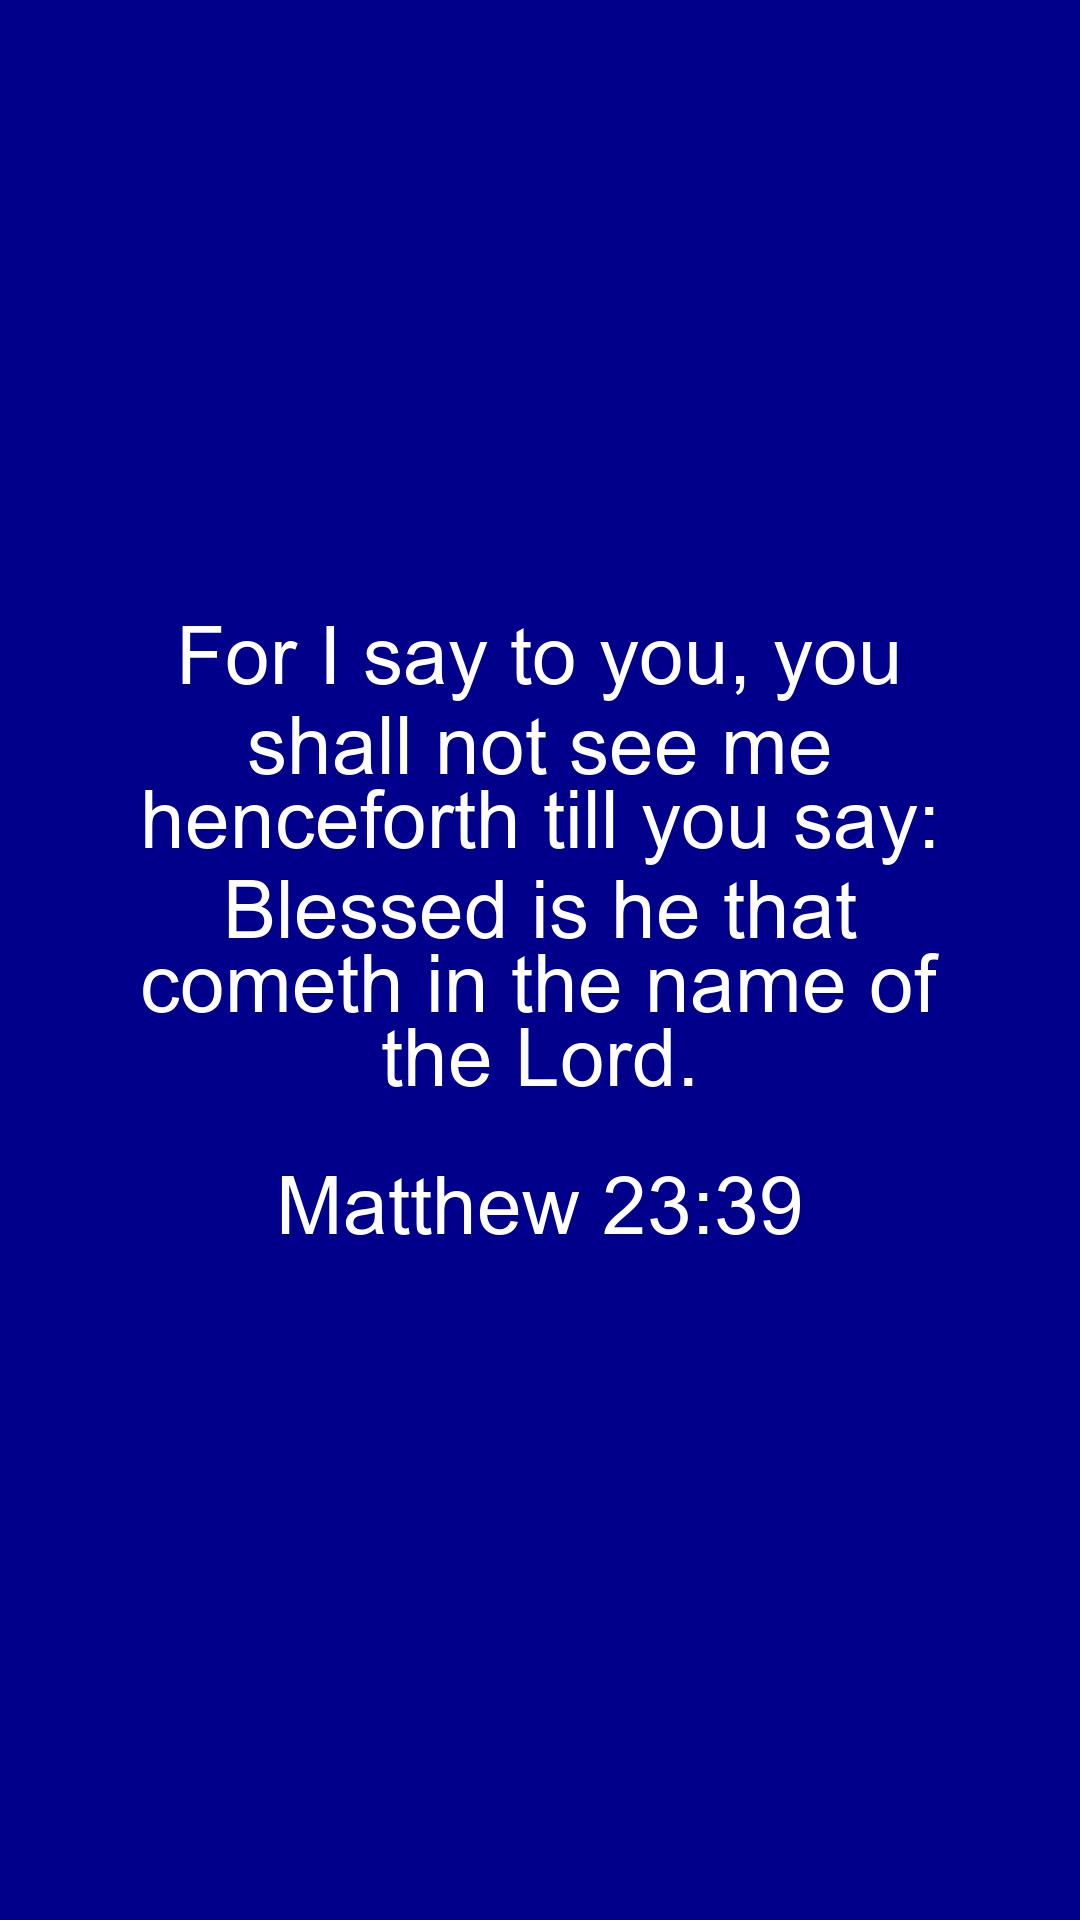 For I say to you, you
shall not see me
henceforth till you say:
Blessed is he that
cometh in the name of
the Lord.
Matthew 23:39